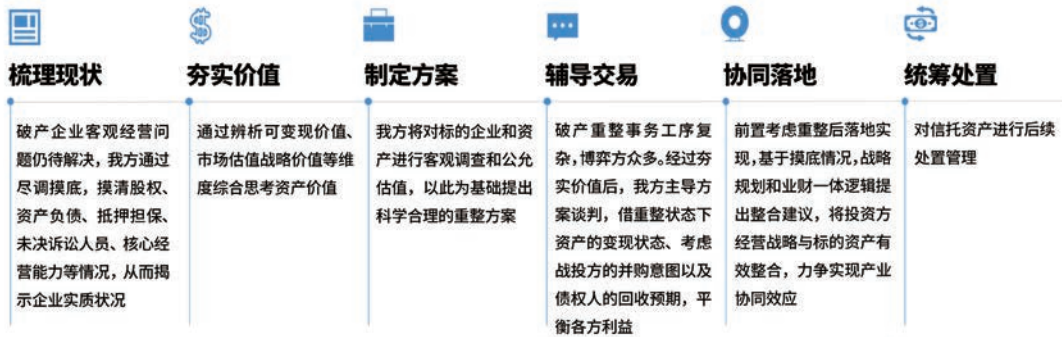 梳理现状
破产企业客观经营问
题仍待解决，我方通过
尽调摸底，摸清股权、
资产负债、抵押担保、
未决诉讼人员、核心经
营能力等情况，从而揭
示企业实质状况
夯实价值
通过辨析可变现价值、
市场估值战略价值等维
度综合思考资产价值
制定方案
我方将对标的企业和资
产进行客观调查和公允
估值，以此为基础提出
科学合理的重整方案
辅导交易
破产重整事务工序复
杂，博弈方众多。经过夯
实价值后，我方主导方
案谈判，借重整状态下
资产的变现状态、考虑
战投方的并购意图以及
债权人的回收预期，平
衡各方利益
协同落地
前置考虑重整后落地实
现，基于摸底情况，战略
规划和业财一体逻辑提
出整合建议，将投资方
经营战略与标的资产有
效整合，力争实现产业
协同效应
统筹处置
对信托资产进行后续
处置管理